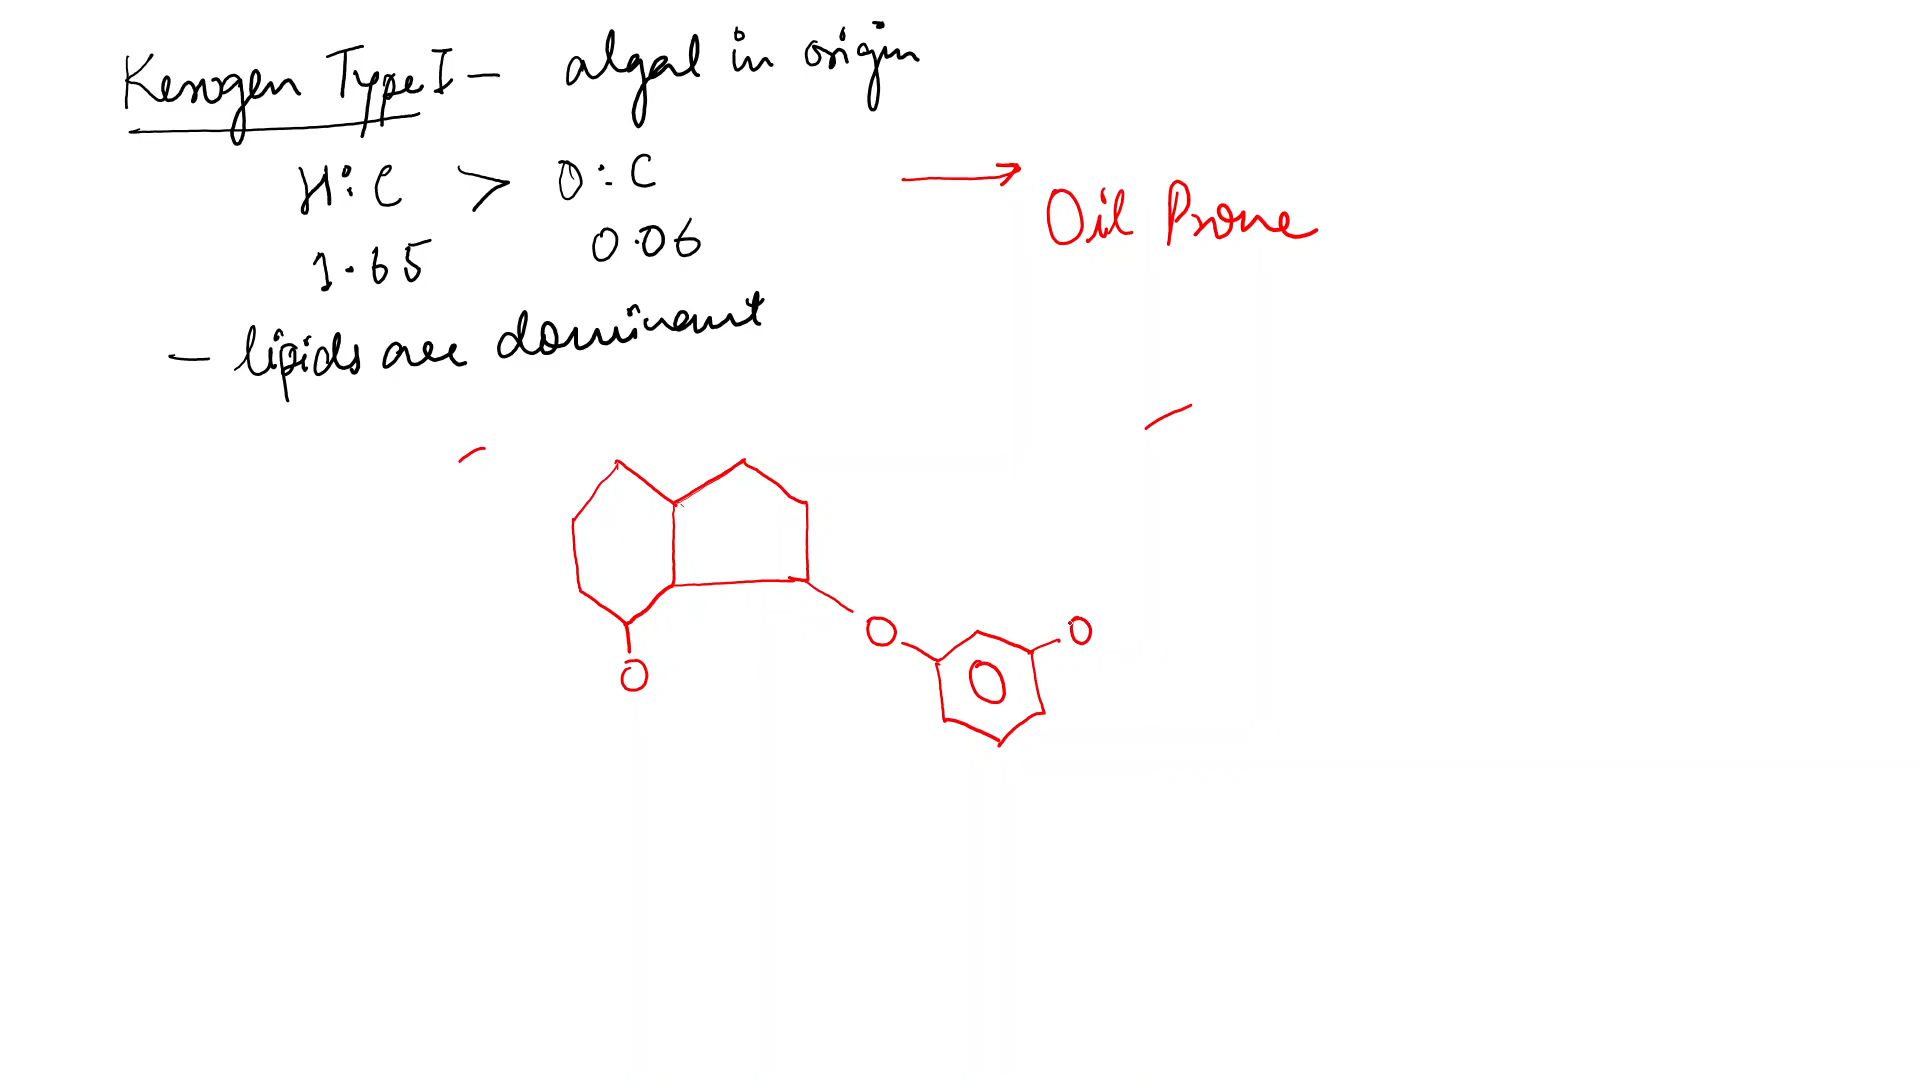 Kerogen Type I - algal in origin
H:C > O:C
→ Oil Prone
1.65 0.06
- lipids are dominant
O O
O